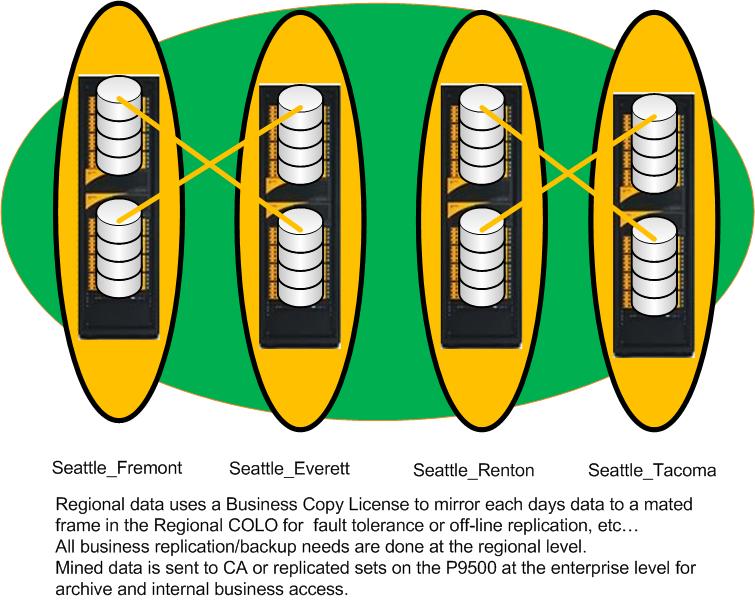 Seattle_Fremont Seattle_Everett Seattle_Renton Seattle_Tacoma
Regional data uses a Business Copy License to mirror each days data to a mated
frame in the Regional COLO for fault tolerance or off-line replication, etc…
All business replication/backup needs are done at the regional level.
Mined data is sent to CA or replicated sets on the P9500 at the enterprise level for
archive and internal business access.